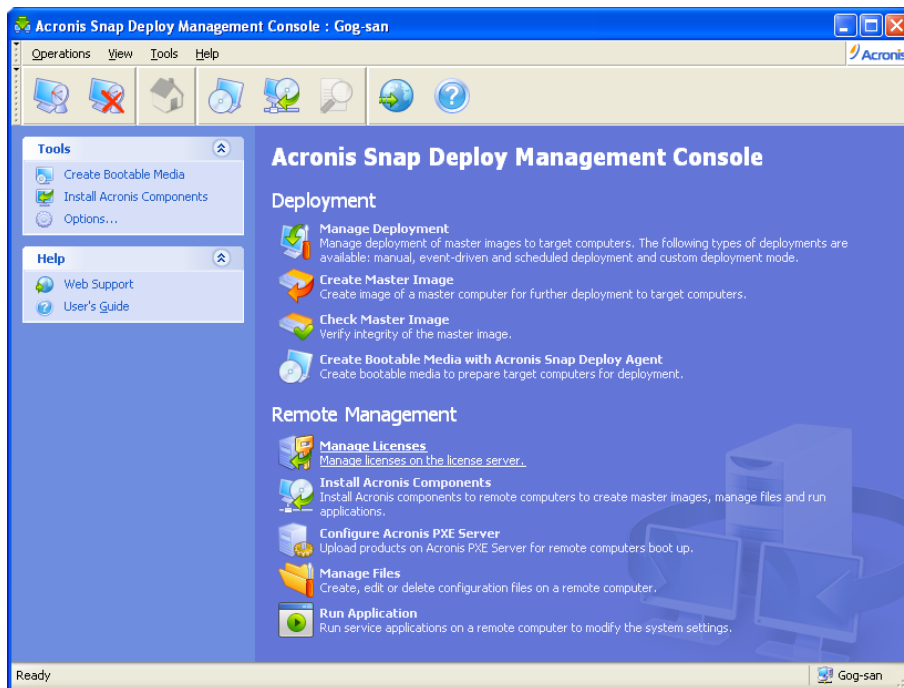 Acronis Snap Deploy Management Console : Gog-san
Operations View Tools Help
Acronis
Tools
Create Bootable Media
Install Acronis Components
Options...
Help
Web Support
User's Guide
Acronis Snap Deploy Management Console
Deployment
Manage Deployment
Manage deployment of master images to target computers. The following types of deployments are
available: manual, event-driven and scheduled deployment and custom deployment mode.
Create Master Image
Create image of a master computer for further deployment to target computers.
Check Master Image
Verify integrity of the master image.
Create Bootable Media with Acronis Snap Deploy Agent
Create bootable media to prepare target computers for deployment.
Remote Management
Manage Licenses
Manage licenses on the license server.
Install Acronis Components
Install Acronis components to remote computers to create master images, manage files and run
applications.
Configure Acronis PXE Server
Upload products on Acronis PXE Server for remote computers boot up.
Manage Files
Create, edit or delete configuration files on a remote computer.
Run Application
Run service applications on a remote computer to modify the system settings.
Ready
Gog-san